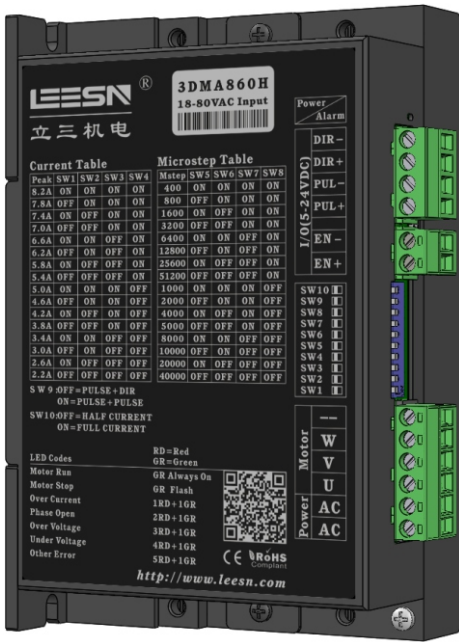 LEESN ®
立三机电
3DMA860H
18-80VAC Input
Current Table
Peak SW1 SW2 SW3 SW4
8.2A ON ON ON ON
7.8A OFF ON ON ON
7.4A ON OFF ON ON
7.0A OFF OFF ON ON
6.6A ON ON OFF ON
6.2A OFF ON OFF ON
5.8A ON OFF OFF ON
5.4A OFF OFF OFF ON
5.0A ON ON ON OFF
4.6A OFF ON ON OFF
4.2A ON OFF ON OFF
3.8A OFF OFF ON OFF
3.4A ON ON OFF OFF
3.0A OFF ON OFF OFF
2.6A ON OFF OFF OFF
2.2A OFF OFF OFF OFF
Microstep Table
Mstep SW5 SW6 SW7 SW8
400 ON ON ON ON
800 OFF ON ON ON
1600 ON OFF ON ON
3200 OFF OFF ON ON
6400 ON ON OFF ON
12800 OFF ON OFF ON
25600 ON OFF OFF ON
51200 OFF OFF OFF ON
1000 ON ON ON OFF
2000 OFF ON ON OFF
4000 ON OFF ON OFF
5000 OFF OFF ON OFF
8000 ON ON OFF OFF
10000 OFF ON OFF OFF
20000 ON OFF OFF OFF
40000 OFF OFF OFF OFF
SW9:OFF=PULSE+DIR
ON=PULSE+PULSE
SW10:OFF=HALF CURRENT
ON=FULL CURRENT
LED Codes
RD=Red
GR=Green
Motor Run GR Always On
Motor Stop GR Flash
Over Current 1RD+1GR
Phase Open 2RD+1GR
Over Voltage 3RD+1GR
Under Voltage 4RD+1GR
Other Error 5RD+1GR
CE RoHS
Compliant
http://www.leesn.com
Power
Alarm
I/O(5-24VDC)
DIR-
DIR+
PUL-
PUL+
EN-
EN+
SW10
SW9
SW8
SW7
SW6
SW5
SW4
SW3
SW2
SW1
Motor
--
W
V
U
Power
AC
AC